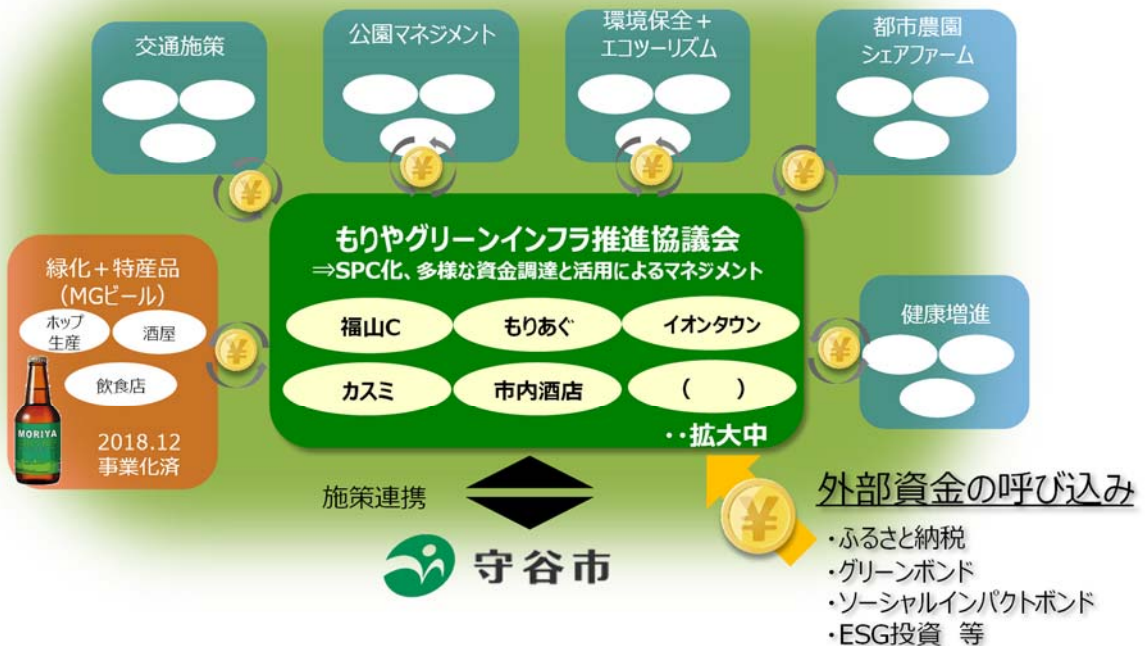 交通施策
公園マネジメント
環境保全+
エコツーリズム
都市農園
シェアファーム
¥
¥
¥
¥
もりやグリーンインフラ推進協議会
⇒SPC化、多様な資金調達と活用によるマネジメント
福山C
もりあぐ
イオンタウン
カスミ
市内酒店
(　　)
‥拡大中
緑化+特産品
(MGビール)
ホップ
生産
酒屋
飲食店
MORIYA
2018.12
事業化済
¥
¥
健康増進
施策連携
守谷市
¥
外部資金の呼び込み
・ふるさと納税
・グリーンボンド
・ソーシャルインパクトボンド
・ESG投資 等